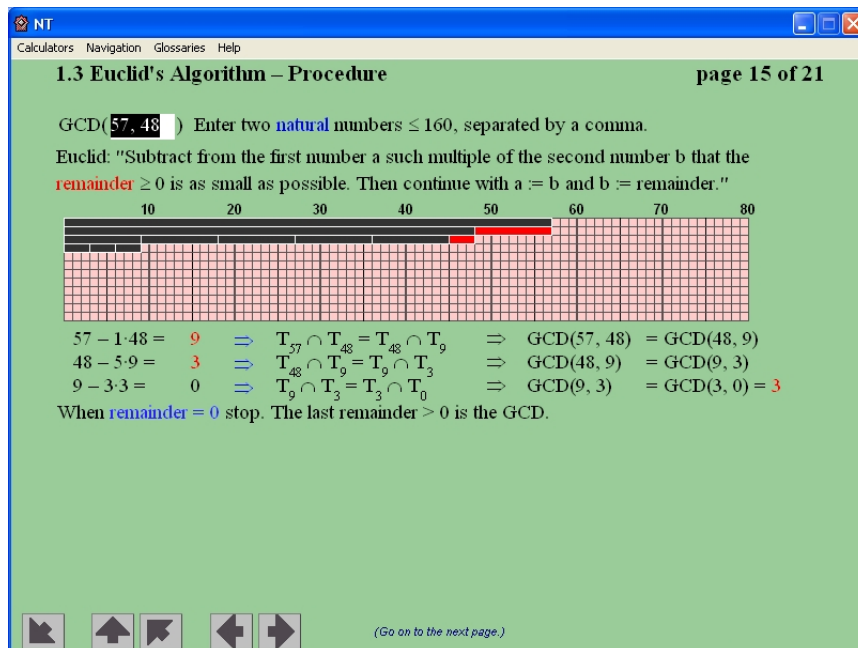 NT
Calculators Navigation Glossaries Help
1.3 Euclid's Algorithm – Procedure page 15 of 21
GCD(57, 48 ) Enter two natural numbers ≤ 160, separated by a comma.
Euclid: "Subtract from the first number a such multiple of the second number b that the
remainder ≥ 0 is as small as possible. Then continue with a := b and b := remainder."
10 20 30 40 50 60 70 80
57 – 1·48 = 9 ⇒ T₅₇ ∩ T₄₈ = T₄₈ ∩ T₉ ⇒ GCD(57, 48) = GCD(48, 9)
48 – 5·9 = 3 ⇒ T₄₈ ∩ T₉ = T₉ ∩ T₃ ⇒ GCD(48, 9) = GCD(9, 3)
9 – 3·3 = 0 ⇒ T₉ ∩ T₃ = T₃ ∩ T₀ ⇒ GCD(9, 3) = GCD(3, 0) = 3
When remainder = 0 stop. The last remainder > 0 is the GCD.
(Go on to the next page.)